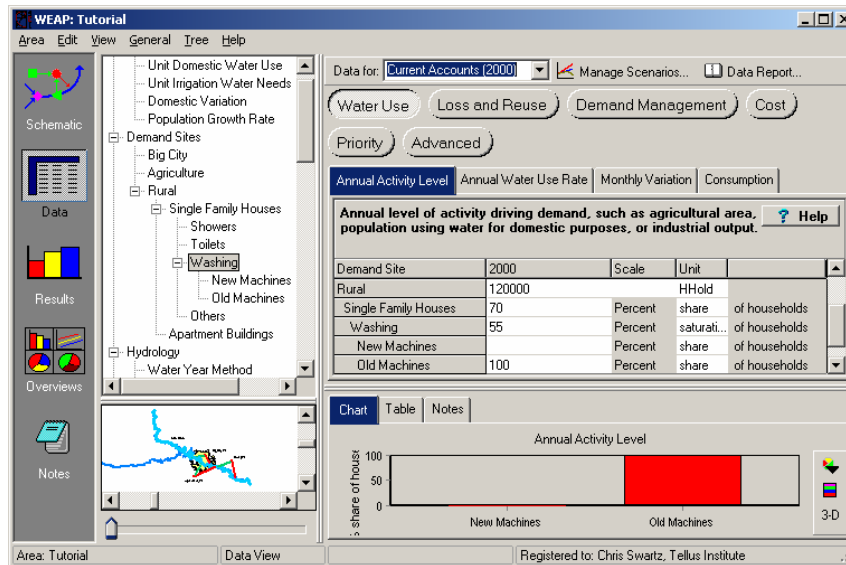 WEAP: Tutorial
Area Edit View General Tree Help
Schematic
Data
Results
Overviews
Notes
Unit Domestic Water Use
Unit Irrigation Water Needs
Domestic Variation
Population Growth Rate
Demand Sites
Big City
Agriculture
Rural
Single Family Houses
Showers
Toilets
Washing
New Machines
Old Machines
Others
Apartment Buildings
Hydrology
Water Year Method
Data for: Current Accounts (2000) Manage Scenarios... Data Report...
Water Use Loss and Reuse Demand Management Cost
Priority Advanced
Annual Activity Level Annual Water Use Rate Monthly Variation Consumption
Annual level of activity driving demand, such as agricultural area,
population using water for domestic purposes, or industrial output.
? Help
Demand Site 2000 Scale Unit
Rural 120000 HHold
Single Family Houses 70 Percent share of households
Washing 55 Percent saturati... of households
New Machines Percent share of households
Old Machines 100 Percent share of households
Chart Table Notes
Annual Activity Level
share of house
100
50
0
New Machines Old Machines
3-D
Area: Tutorial Data View Registered to: Chris Swartz, Tellus Institute